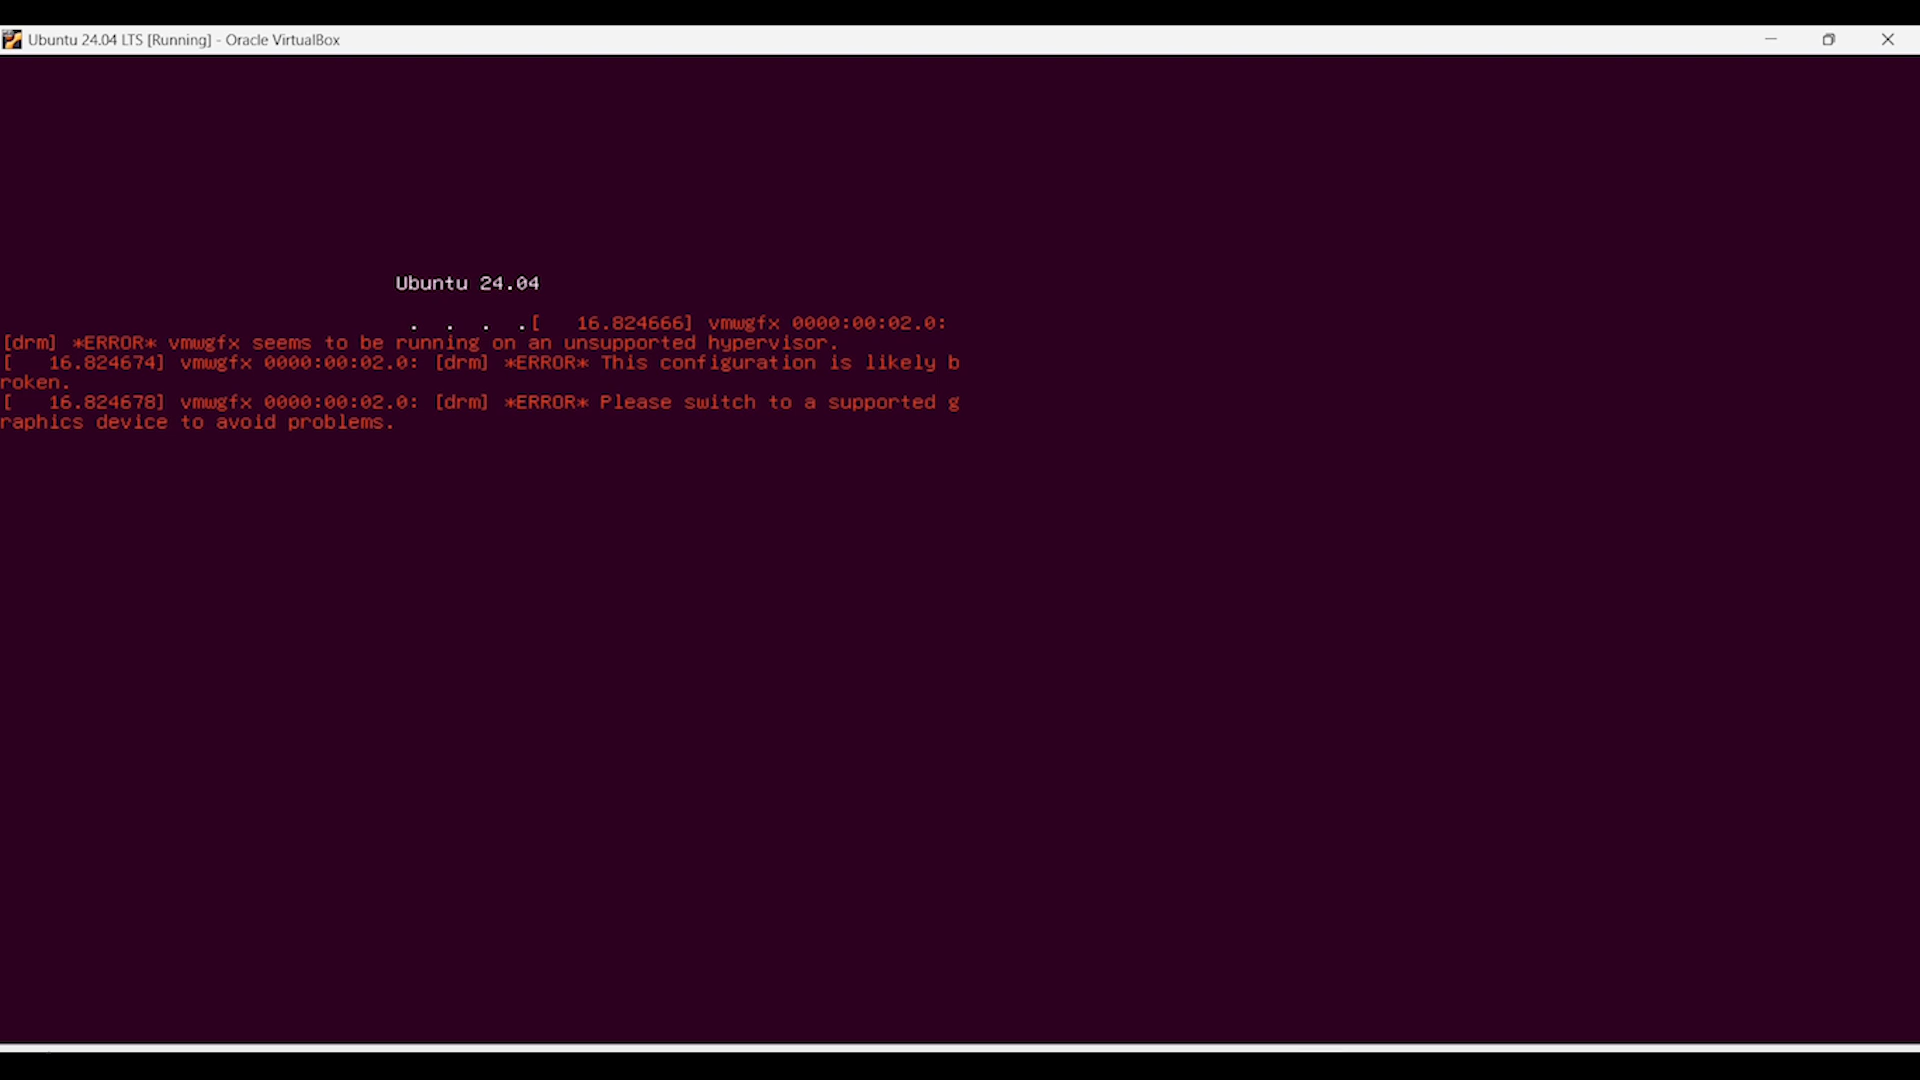 Ubuntu 24.04 LTS [Running] - Oracle VirtualBox
Ubuntu 24.04
. . . .[   16.824666] vmwgfx 0000:00:02.0:
[drm] *ERROR* vmwgfx seems to be running on an unsupported hypervisor.
[   16.824674] vmwgfx 0000:00:02.0: [drm] *ERROR* This configuration is likely b
roken.
[   16.824678] vmwgfx 0000:00:02.0: [drm] *ERROR* Please switch to a supported g
raphics device to avoid problems.